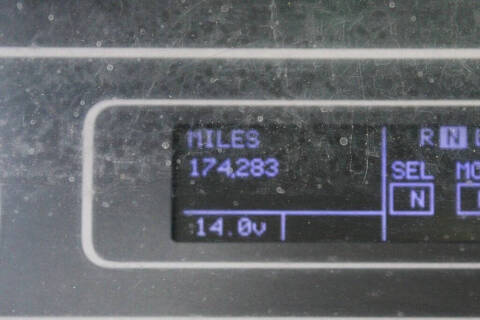 MILES
174,283
14.0v
R N
SEL
N